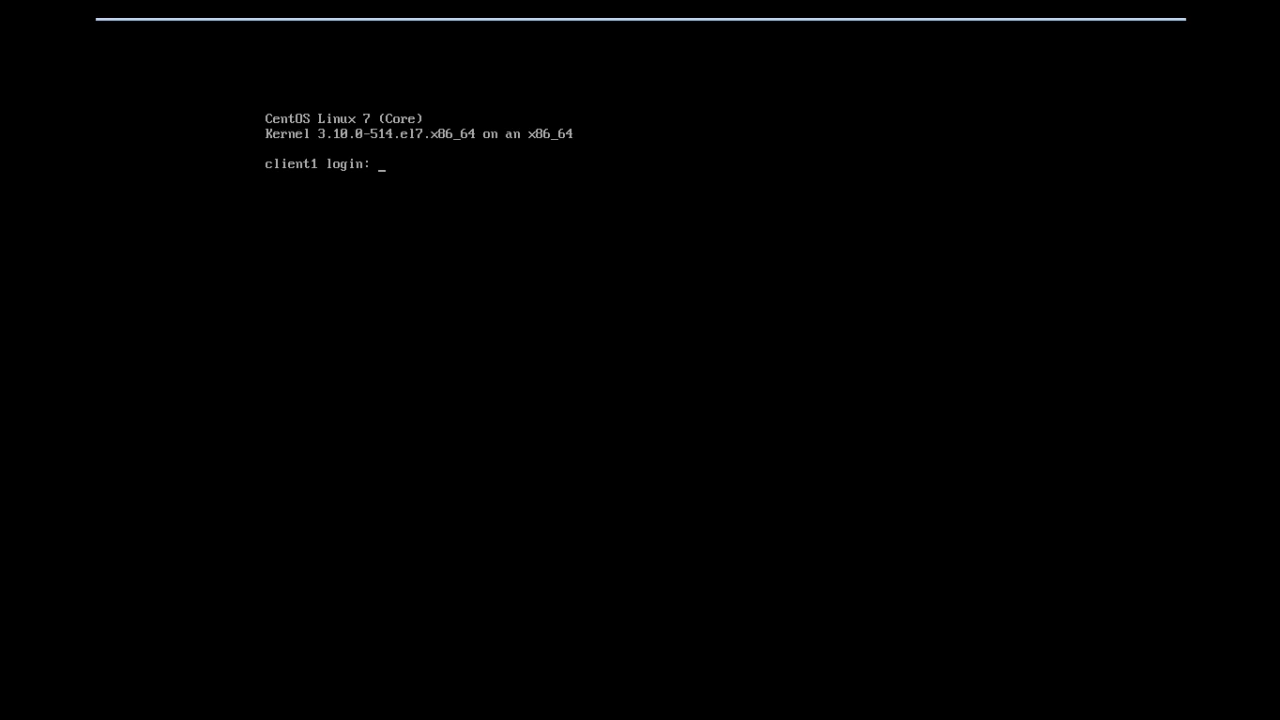 CentOS Linux 7 (Core)
Kernel 3.10.0-514.el7.x86_64 on an x86_64
client1 login: _